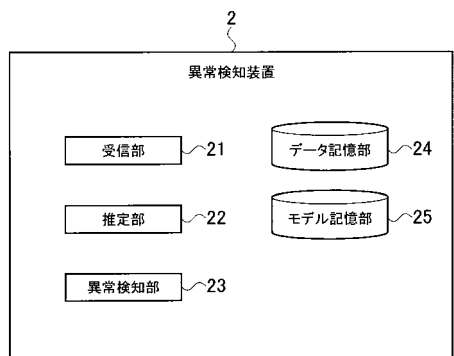 2
異常検知装置
受信部 21
データ記憶部 24
推定部 22
モデル記憶部 25
異常検知部 23